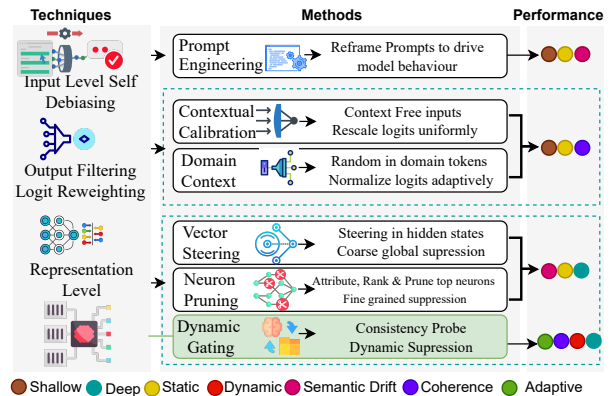 Techniques
Methods
Performance
Input Level Self
Debiasing
Prompt
Engineering
Reframe Prompts to drive
model behaviour
Output Filtering
Logit Reweighting
Contextual
Calibration
Context Free inputs
Rescale logits uniformly
Domain
Context
Random in domain tokens
Normalize logits adaptively
Representation
Level
Vector
Steering
Steering in hidden states
Coarse global supression
Neuron
Pruning
Attribute, Rank & Prune top neurons
Fine grained suppression
Dynamic
Gating
Consistency Probe
Dynamic Supression
Shallow Deep Static Dynamic Semantic Drift Coherence Adaptive